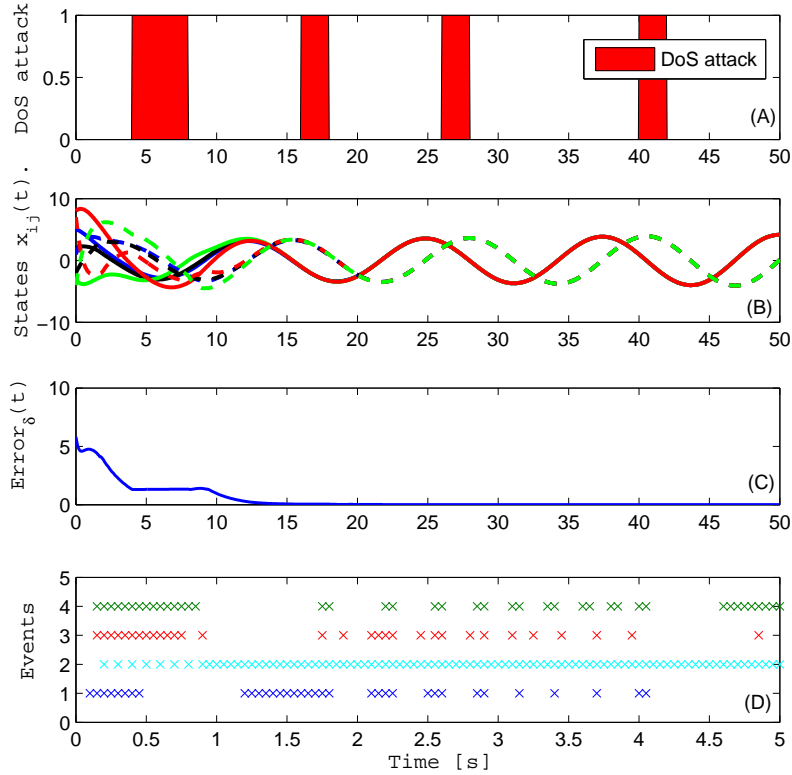 DoS attack
1
0.5
0
DoS attack
(A)
0 5 10 15 20 25 30 35 40 45 50
States x_ij(t).
10
0
−10
(B)
0 5 10 15 20 25 30 35 40 45 50
Error_δ(t)
10
5
0
(C)
0 5 10 15 20 25 30 35 40 45 50
Events
5
4
3
2
1
0
(D)
0 0.5 1 1.5 2 2.5 3 3.5 4 4.5 5
Time [s]